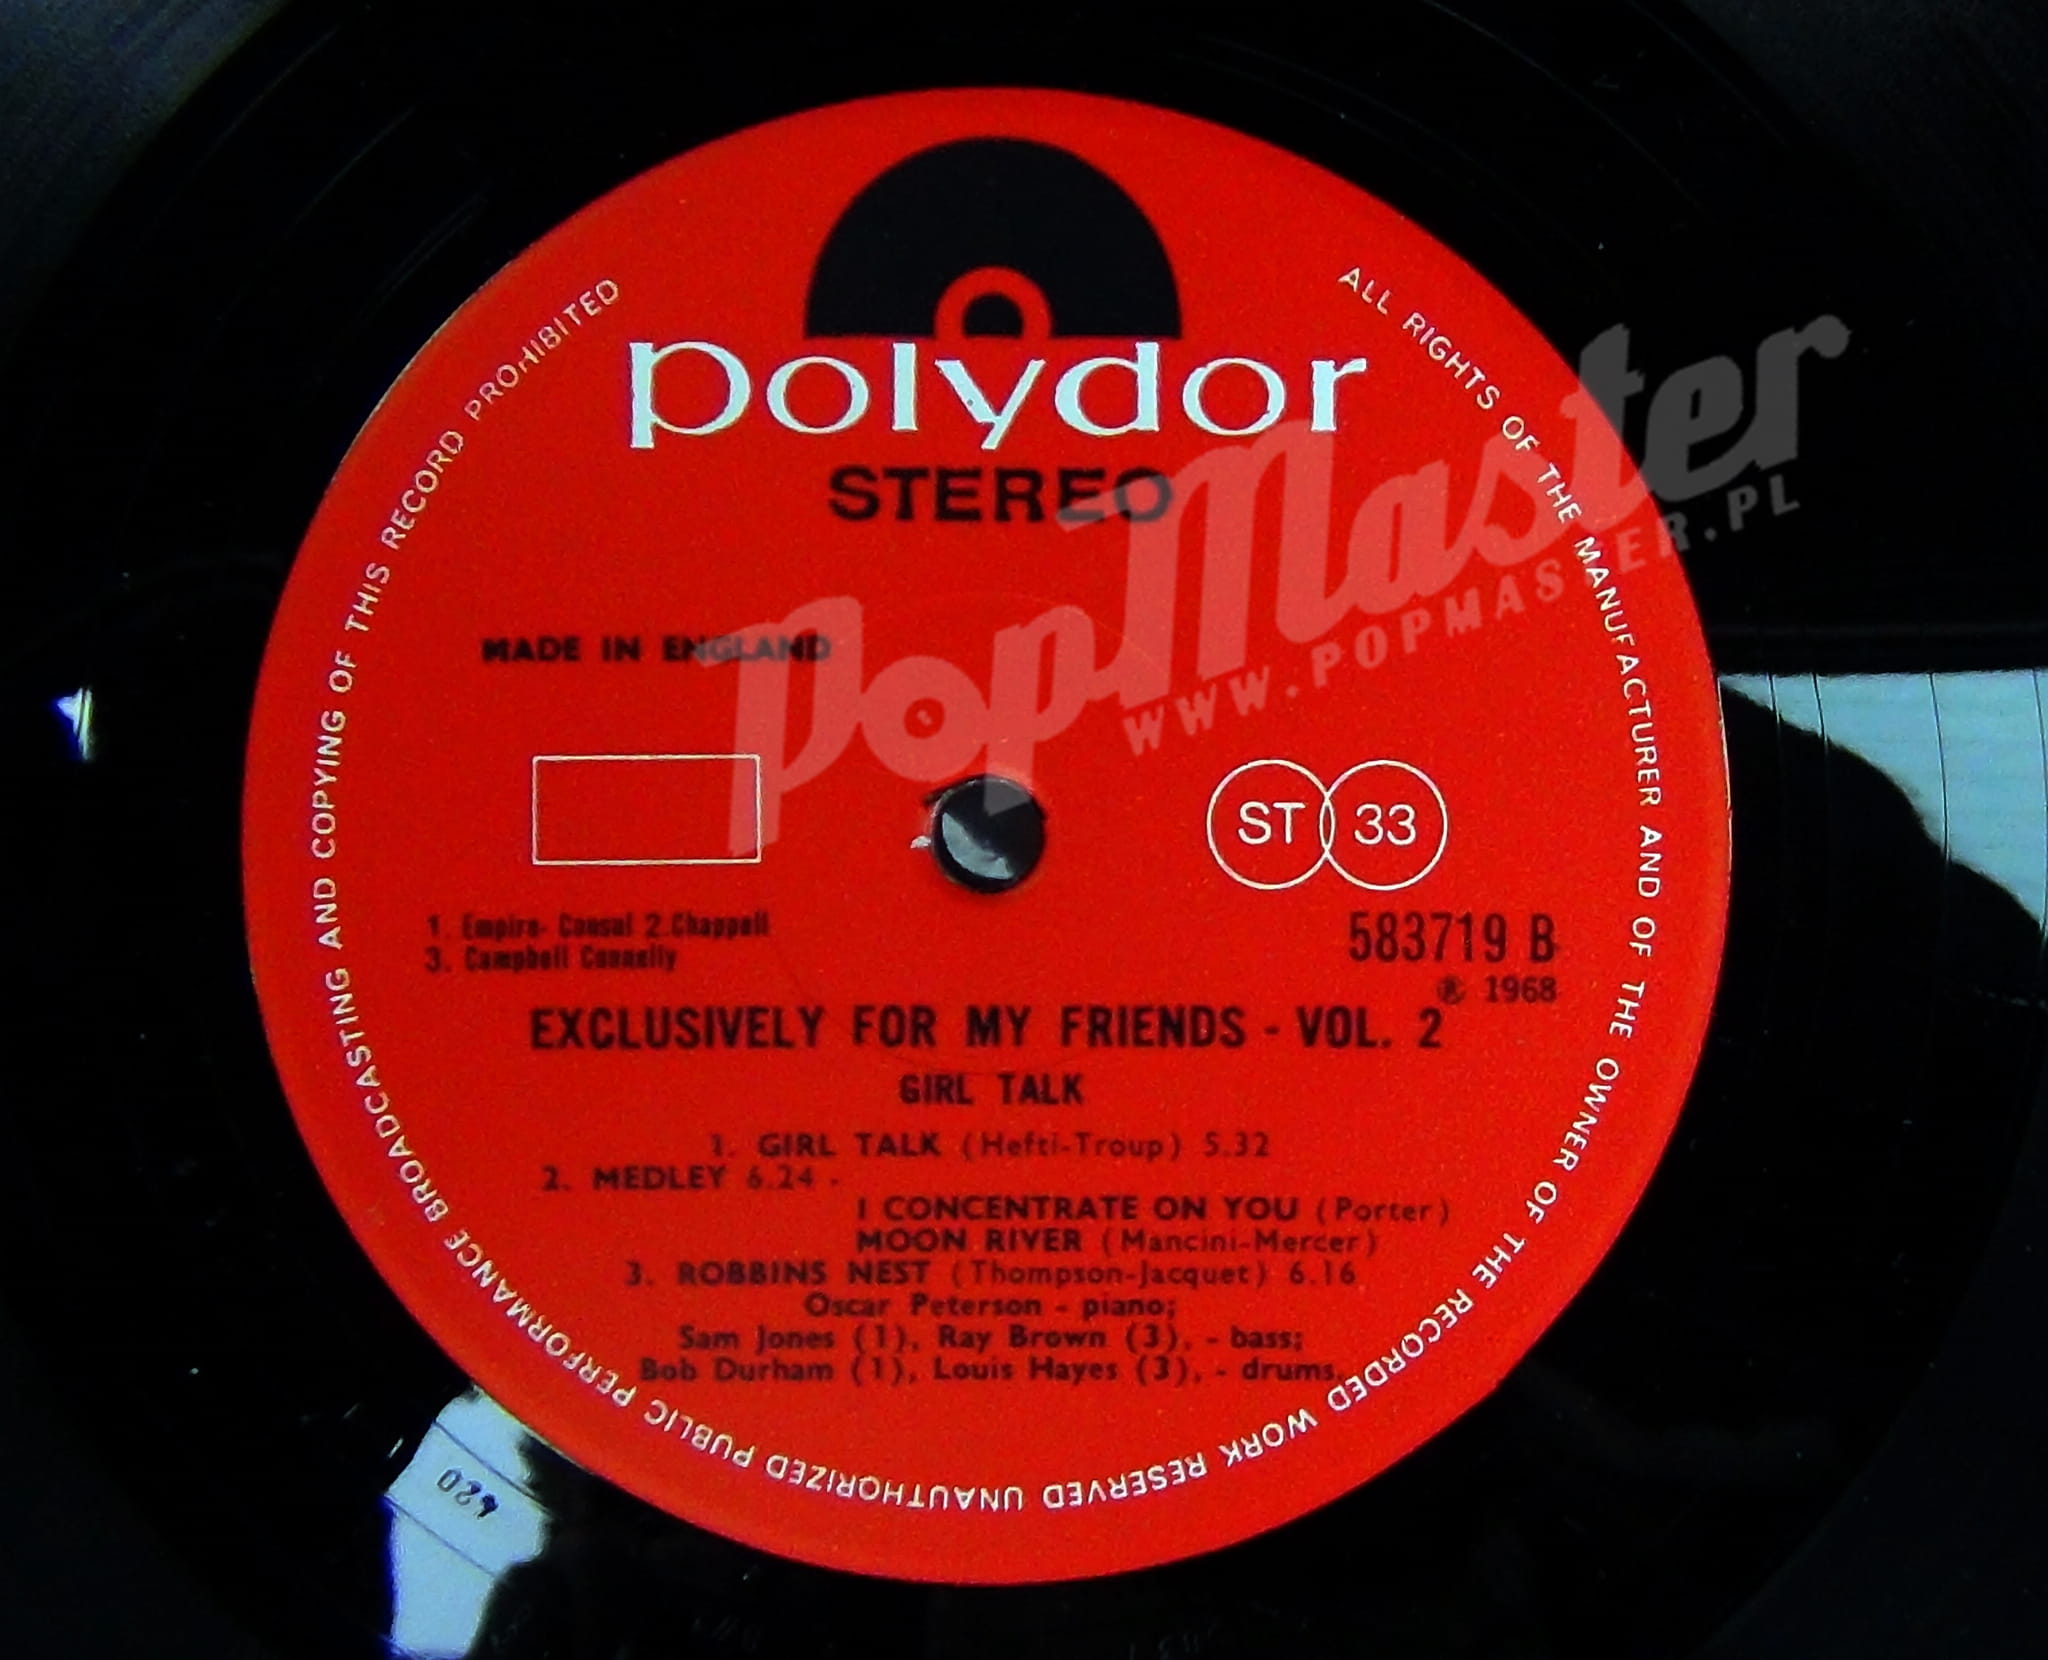 polydor
STEREO
ALL RIGHTS OF THE MANUFACTURER AND OF THE OWNER OF THE RECORDED WORK RESERVED UNAUTHORIZED PUBLIC PERFORMANCE BROADCASTING AND COPYING OF THIS RECORD PROHIBITED
PopMaster
WWW.POPMASTER.PL
MADE IN ENGLAND
ST 33
1. Empire- Consul 2.Chappell
3. Campbell Connelly
583719 B
℗ 1968
EXCLUSIVELY FOR MY FRIENDS - VOL. 2
GIRL TALK
1. GIRL TALK (Hefti-Troup) 5.32
2. MEDLEY 6.24 -
I CONCENTRATE ON YOU (Porter)
MOON RIVER (Mancini-Mercer)
3. ROBBINS NEST (Thompson-Jacquet) 6.16
Oscar Peterson - piano;
Sam Jones (1), Ray Brown (3), - bass;
Bob Durham (1), Louis Hayes (3), - drums.